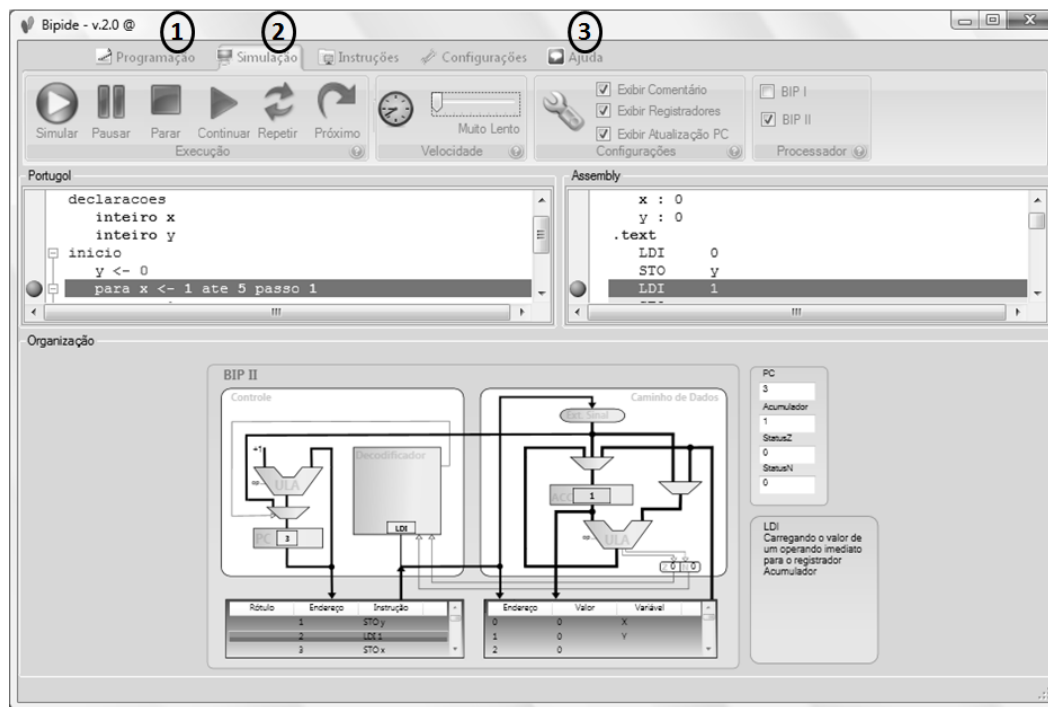 Bipide - v.2.0 @
1 2 3
Programação Simulação Instruções Configurações Ajuda
Simular Pausar Parar Continuar Repetir Próximo
Execução
Muito Lento
Velocidade
Exibir Comentário
Exibir Registradores
Exibir Atualização PC
Configurações
BIP I
BIP II
Processador
Portugol
declaracoes
inteiro x
inteiro y
inicio
y <- 0
para x <- 1 ate 5 passo 1
Assembly
x : 0
y : 0
.text
LDI 0
STO y
LDI 1
Organização
BIP II
Controle
+1
ULA
PC 3
Decodificador
LDI
Caminho de Dados
Ext. Sinal
ACC 1
ULA
Z 0 N 0
Rótulo Endereço Instrução
1 STO y
2 LDI 1
3 STO x
Endereço Valor Variável
0 0 X
1 0 Y
2 0
PC
3
Acumulador
1
StatusZ
0
StatusN
0
LDI
Carregando o valor de
um operando imediato
para o registrador
Acumulador